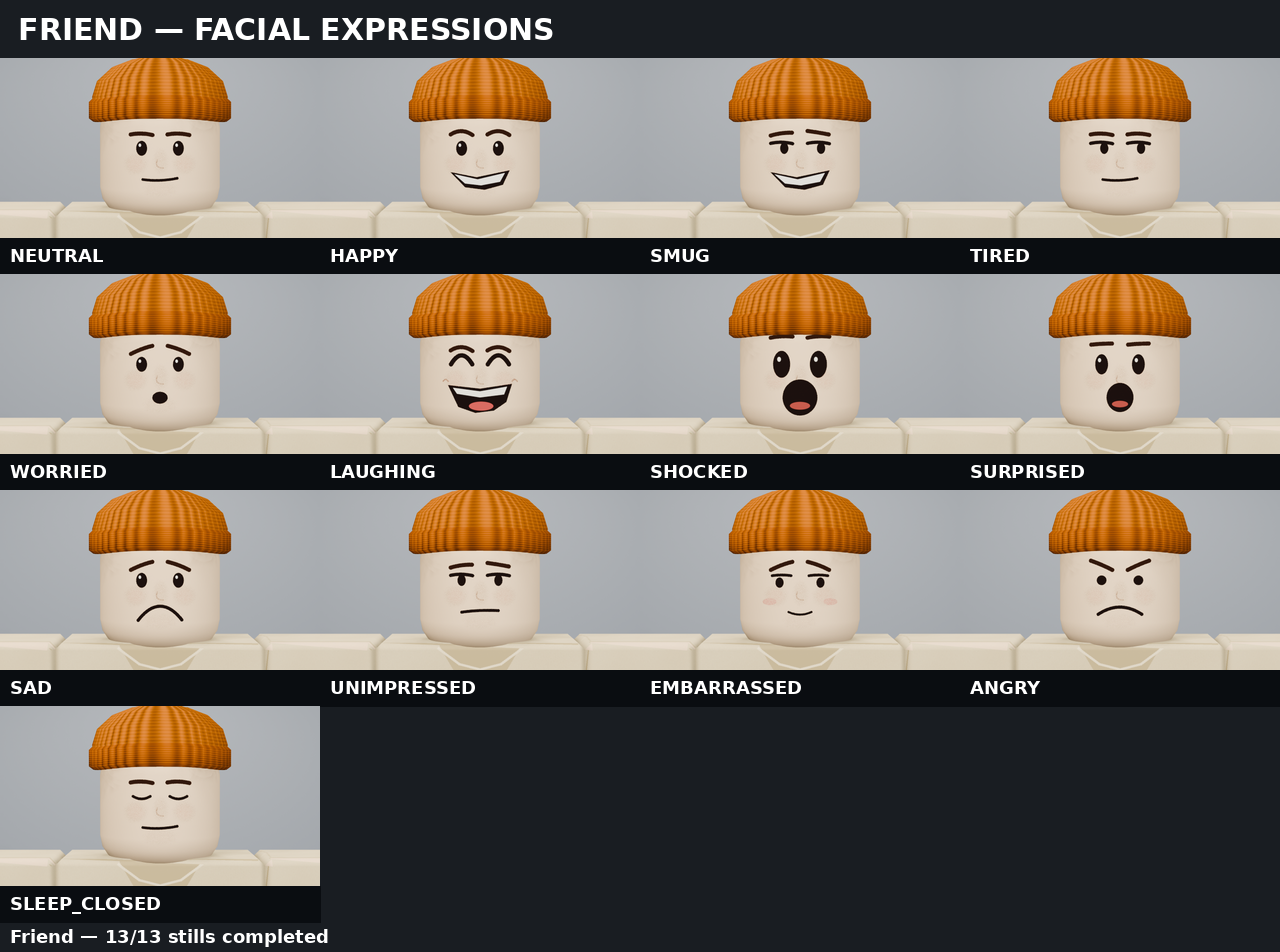 FRIEND — FACIAL EXPRESSIONS
NEUTRAL
HAPPY
SMUG
TIRED
WORRIED
LAUGHING
SHOCKED
SURPRISED
SAD
UNIMPRESSED
EMBARRASSED
ANGRY
SLEEP_CLOSED
Friend — 13/13 stills completed